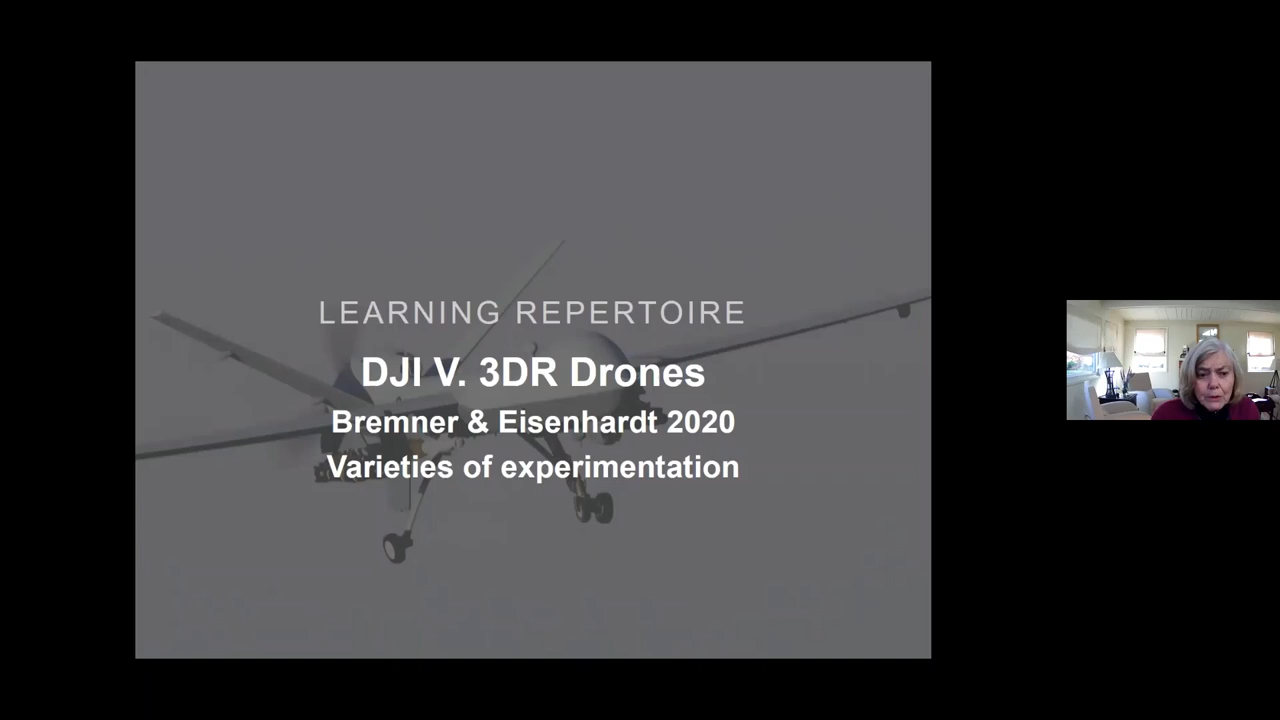 LEARNING REPERTOIRE
DJI V. 3DR Drones
Bremner & Eisenhardt 2020
Varieties of experimentation